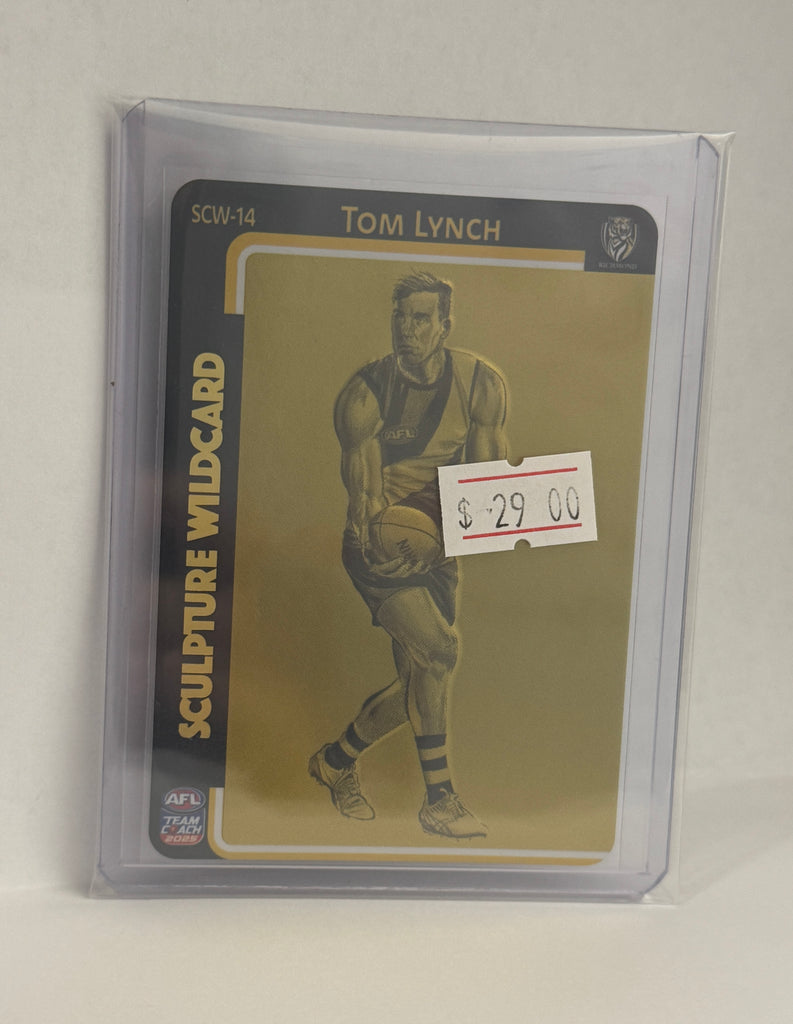 SCW-14
TOM LYNCH
RICHMOND
SCULPTURE WILDCARD
AFL
$ 29 00
AFL
TEAM
COACH
2025